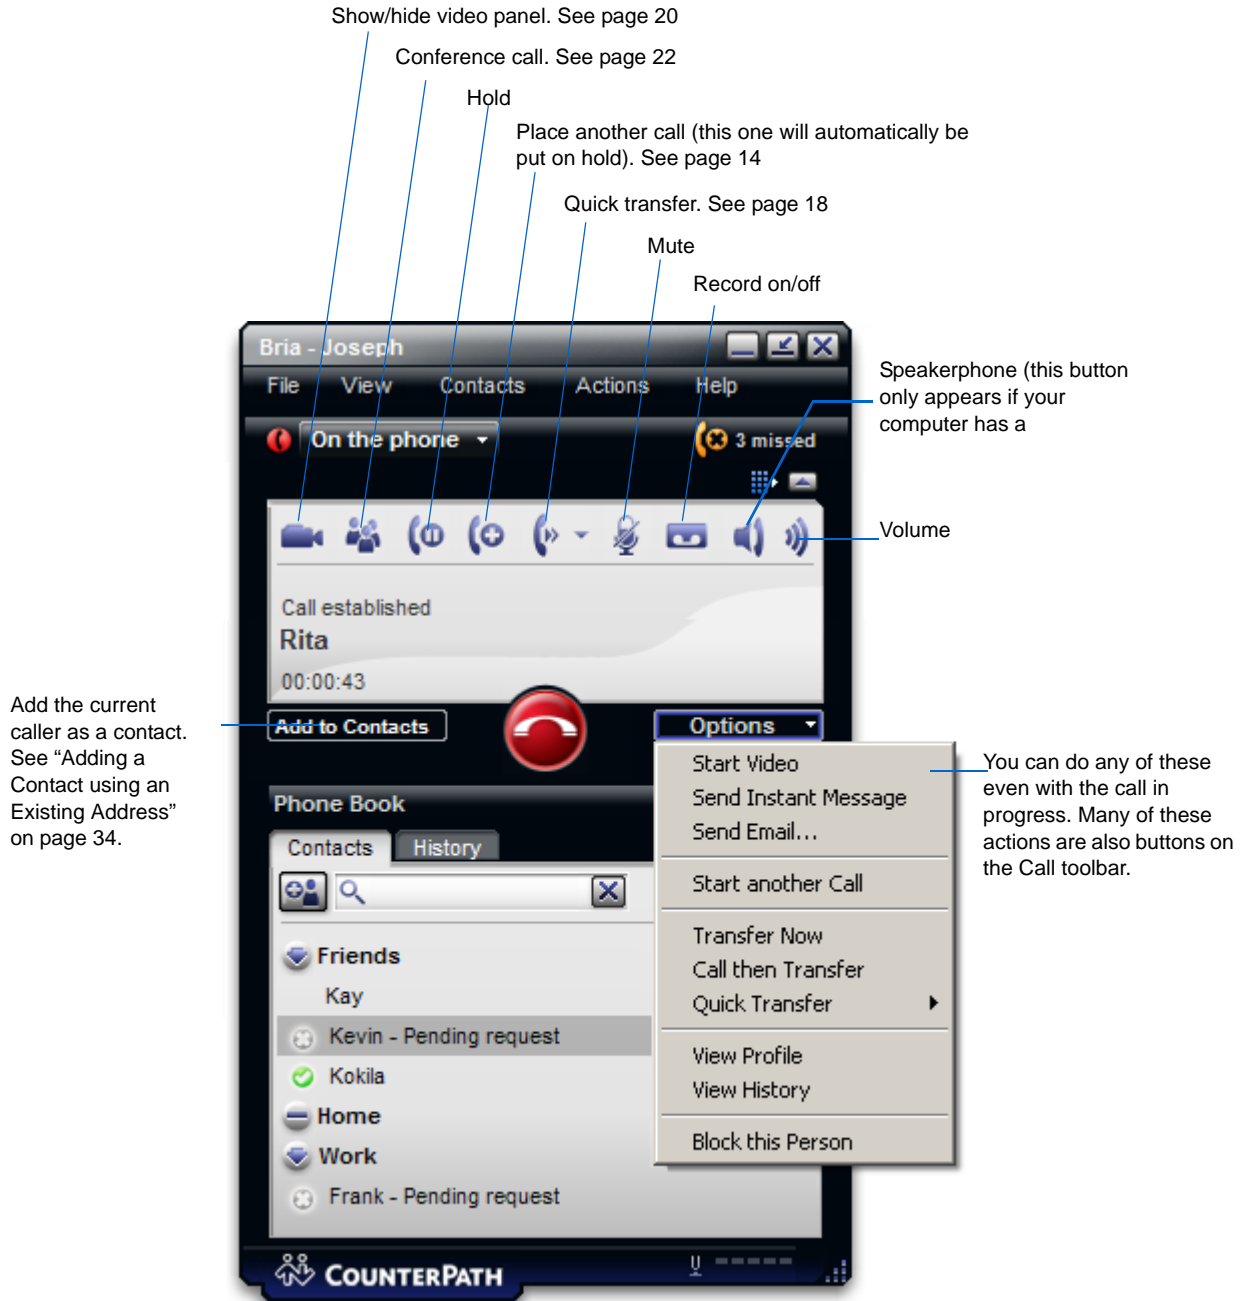 Show/hide video panel. See page 20
Conference call. See page 22
Hold
Place another call (this one will automatically be
put on hold). See page 14
Quick transfer. See page 18
Mute
Record on/off
Bria - Joseph
File View Contacts Actions Help
On the phone
3 missed
Speakerphone (this button
only appears if your
computer has a
Volume
Call established
Rita
00:00:43
Add the current
caller as a contact.
See “Adding a
Contact using an
Existing Address”
on page 34.
Add to Contacts
Options
Start Video
Send Instant Message
Send Email...
Start another Call
Transfer Now
Call then Transfer
Quick Transfer
View Profile
View History
Block this Person
You can do any of these
even with the call in
progress. Many of these
actions are also buttons on
the Call toolbar.
Phone Book
Contacts History
Friends
Kay
Kevin - Pending request
Kokila
Home
Work
Frank - Pending request
COUNTERPATH